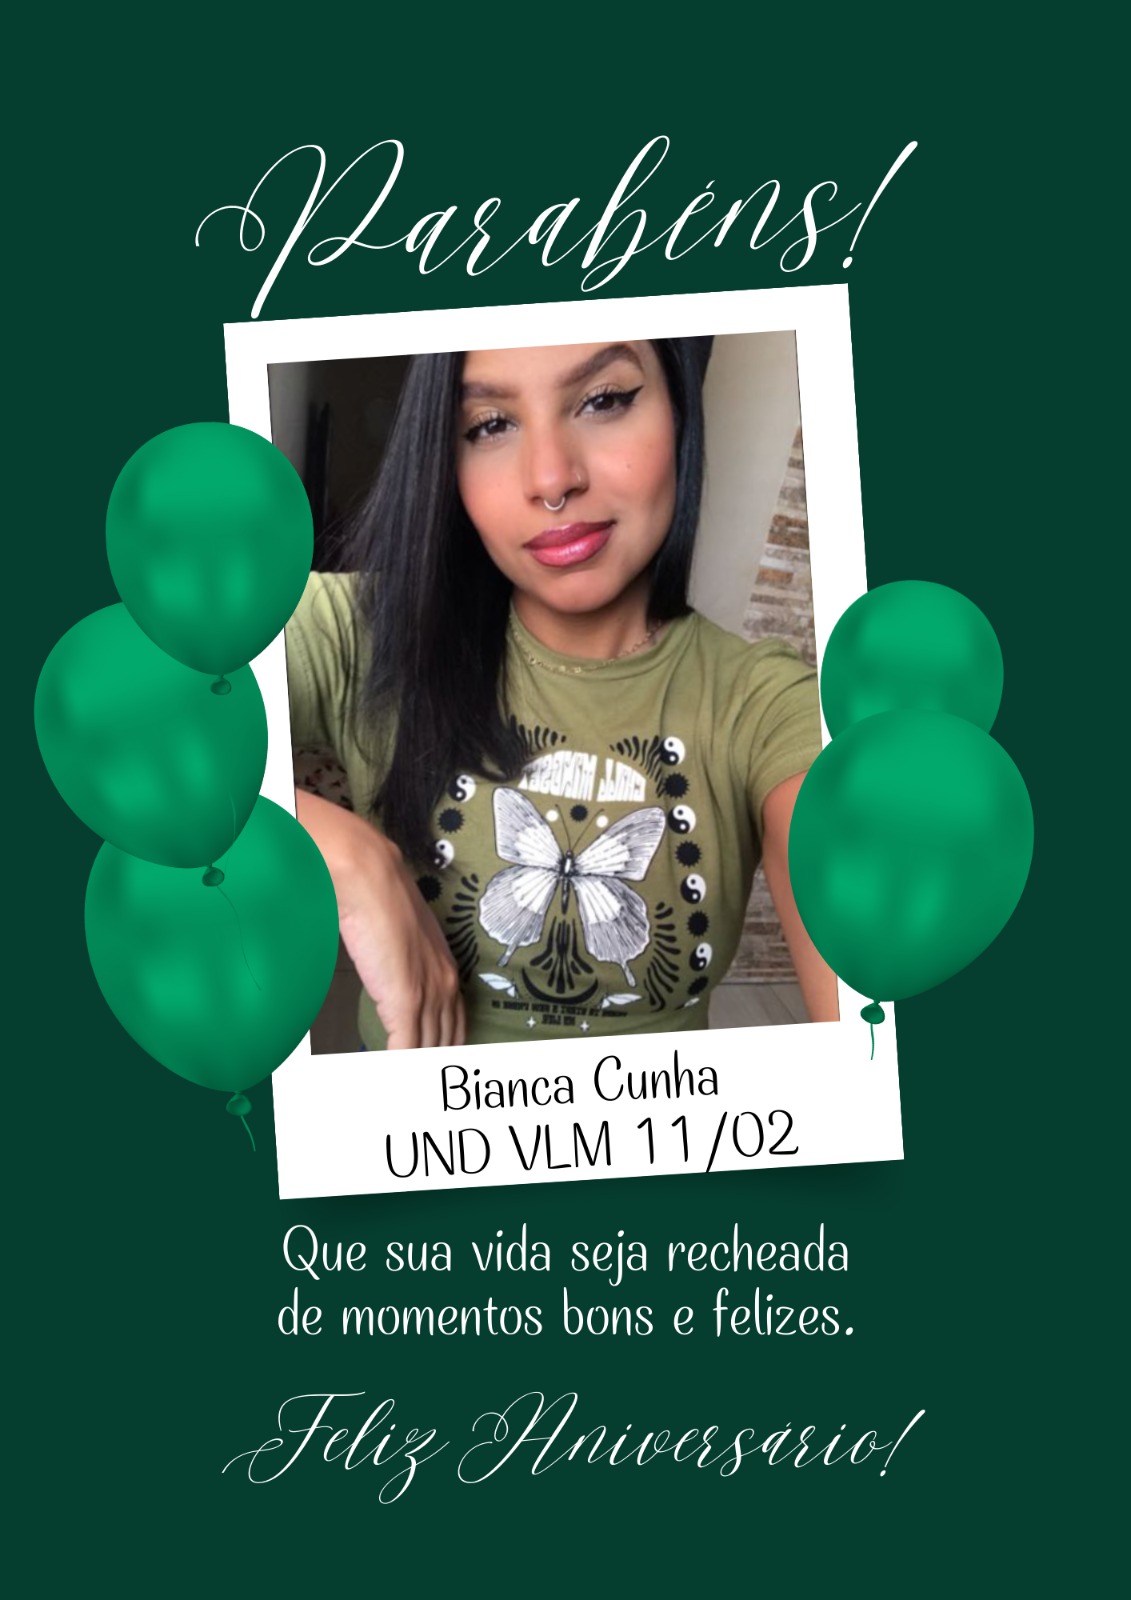 Parabéns!
Bianca Cunha
UND VLM 11/02
Que sua vida seja recheada
de momentos bons e felizes.
Feliz Aniversário!